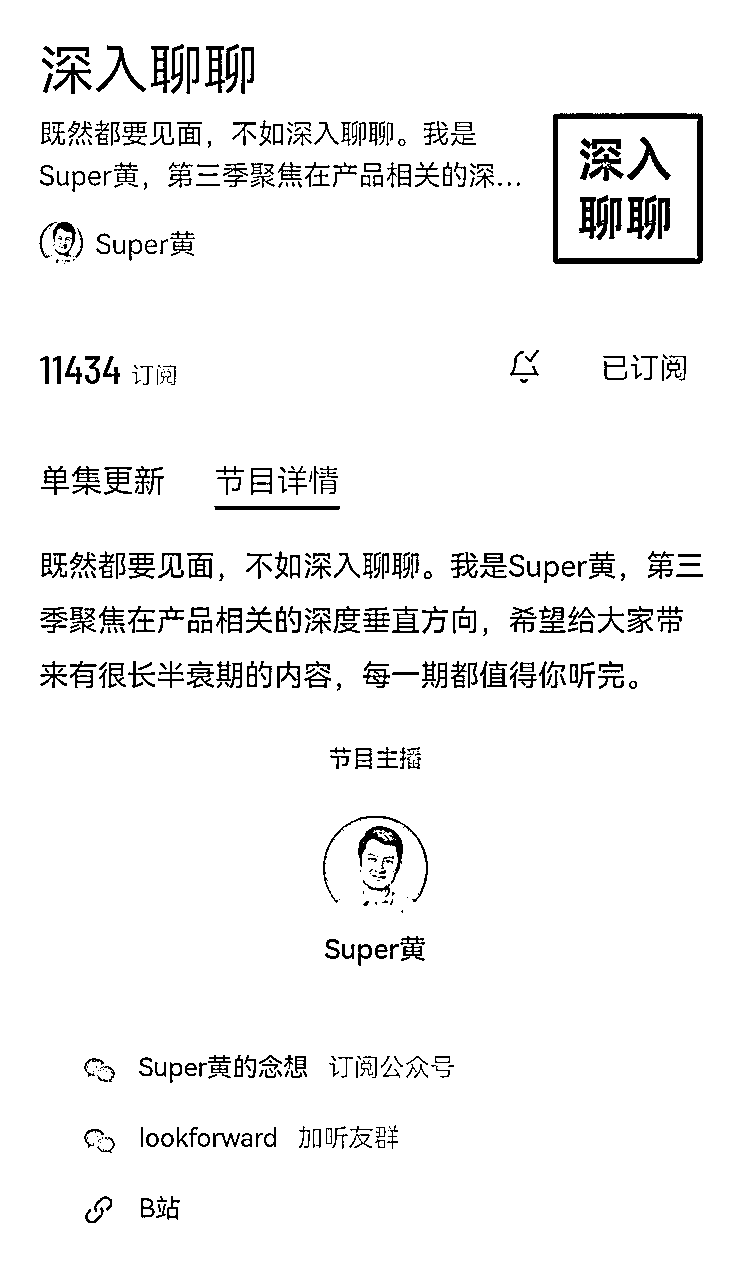 深入聊聊
既然都要见面，不如深入聊聊。我是
Super黄，第三季聚焦在产品相关的深...
深入
聊聊
Super黄
11434 订阅
已订阅
单集更新 节目详情
既然都要见面，不如深入聊聊。我是Super黄，第三
季聚焦在产品相关的深度垂直方向，希望给大家带
来有很长半衰期的内容，每一期都值得你听完。
节目主播
Super黄
Super黄的念想 订阅公众号
lookforward 加听友群
B站